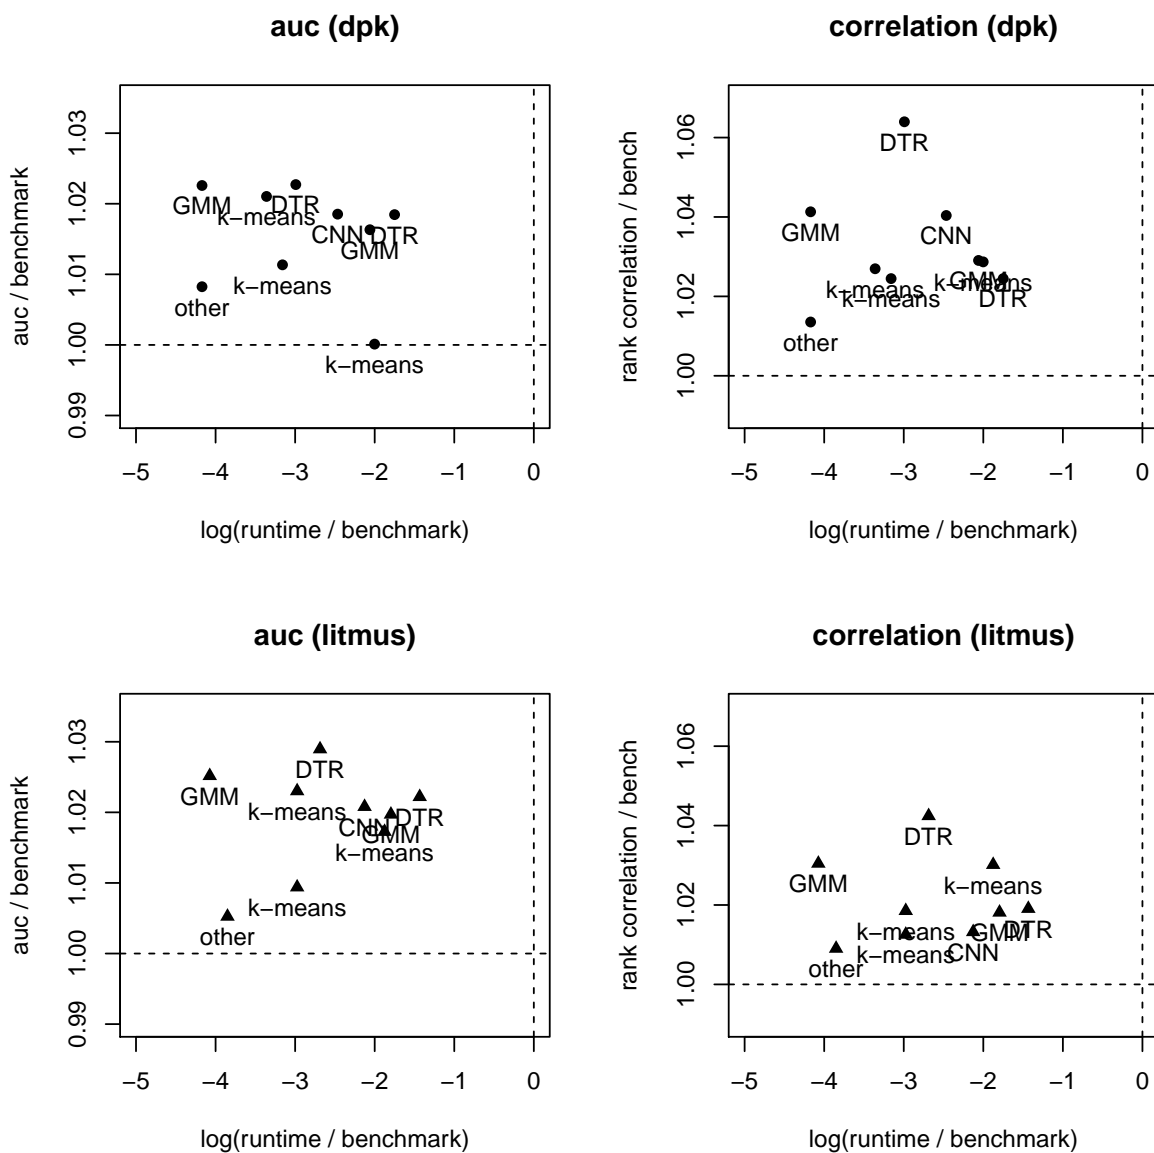 auc (dpk)
auc / benchmark
1.03
1.02
1.01
1.00
0.99
GMM
k−means
DTR
CNN
GMM
DTR
k−means
other
k−means
−5 −4 −3 −2 −1 0
log(runtime / benchmark)
correlation (dpk)
rank correlation / bench
1.06
1.04
1.02
1.00
DTR
GMM
CNN
k−means
k−means
GMM
k−means
DTR
other
−5 −4 −3 −2 −1 0
log(runtime / benchmark)
auc (litmus)
auc / benchmark
1.03
1.02
1.01
1.00
0.99
GMM
DTR
k−means
CNN
GMM
DTR
k−means
k−means
other
−5 −4 −3 −2 −1 0
log(runtime / benchmark)
correlation (litmus)
rank correlation / bench
1.06
1.04
1.02
1.00
DTR
GMM
k−means
k−means
GMM
DTR
k−means
CNN
other
−5 −4 −3 −2 −1 0
log(runtime / benchmark)